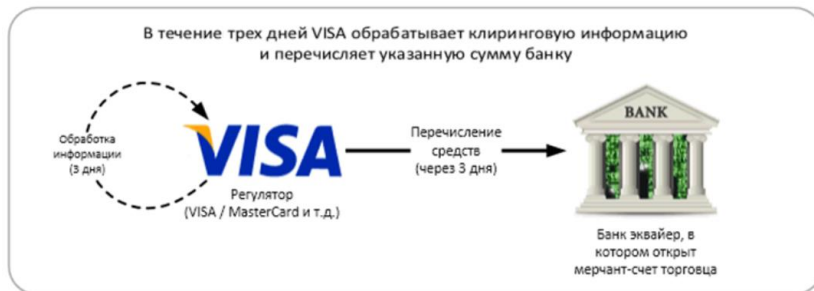 В течение трех дней VISA обрабатывает клиринговую информацию
и перечисляет указанную сумму банку
Обработка
информации
(3 дня)
VISA
Регулятор
(VISA / MasterCard и т.д.)
Перечисление
средств
(через 3 дня)
BANK
Банк эквайер, в
котором открыт
мерчант-счет торговца